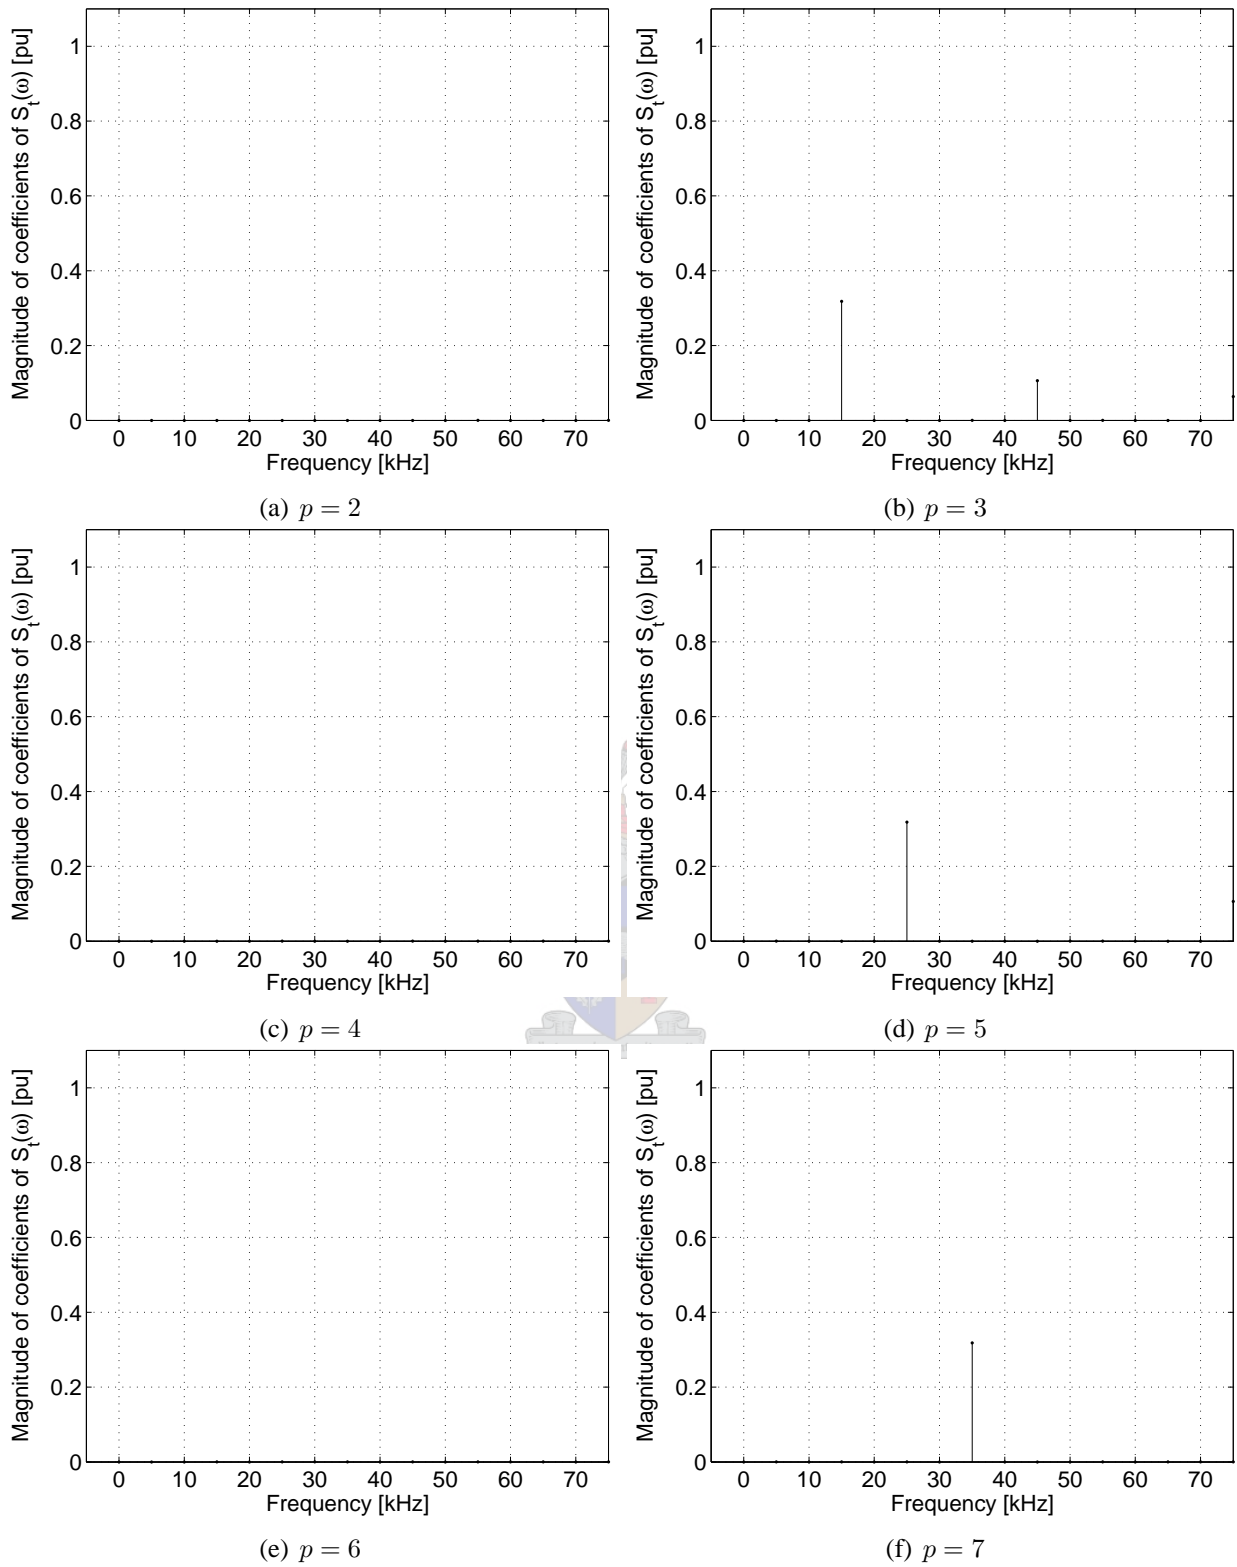 Magnitude of coefficients of S_t(ω) [pu]
1
0.8
0.6
0.4
0.2
0
0 10 20 30 40 50 60 70
Frequency [kHz]
(a) p = 2
Magnitude of coefficients of S_t(ω) [pu]
1
0.8
0.6
0.4
0.2
0
0 10 20 30 40 50 60 70
Frequency [kHz]
(b) p = 3
Magnitude of coefficients of S_t(ω) [pu]
1
0.8
0.6
0.4
0.2
0
0 10 20 30 40 50 60 70
Frequency [kHz]
(c) p = 4
Magnitude of coefficients of S_t(ω) [pu]
1
0.8
0.6
0.4
0.2
0
0 10 20 30 40 50 60 70
Frequency [kHz]
(d) p = 5
Magnitude of coefficients of S_t(ω) [pu]
1
0.8
0.6
0.4
0.2
0
0 10 20 30 40 50 60 70
Frequency [kHz]
(e) p = 6
Magnitude of coefficients of S_t(ω) [pu]
1
0.8
0.6
0.4
0.2
0
0 10 20 30 40 50 60 70
Frequency [kHz]
(f) p = 7